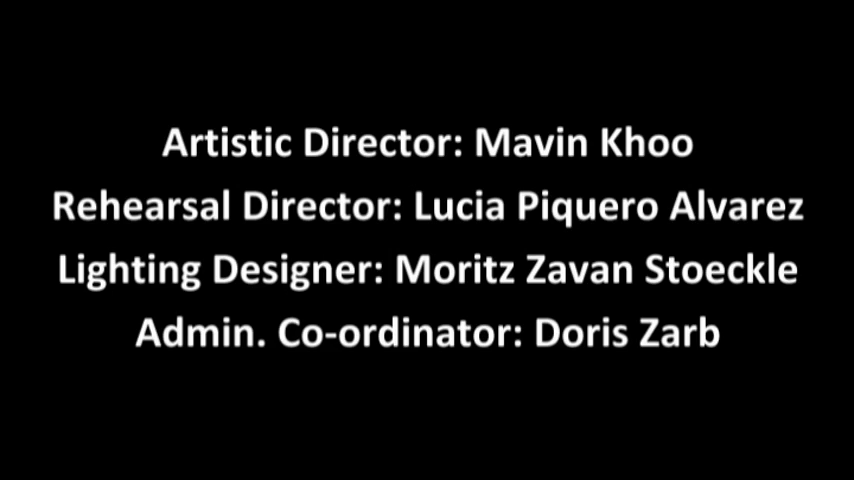 Artistic Director: Mavin Khoo
Rehearsal Director: Lucia Piquero Alvarez
Lighting Designer: Moritz Zavan Stoeckle
Admin. Co-ordinator: Doris Zarb